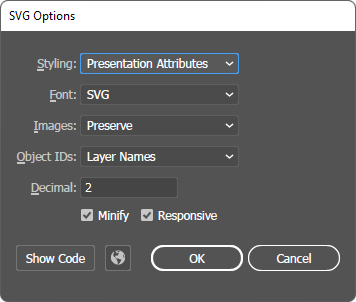 SVG Options
Styling: Presentation Attributes
Font: SVG
Images: Preserve
Object IDs: Layer Names
Decimal: 2
Minify Responsive
Show Code OK Cancel